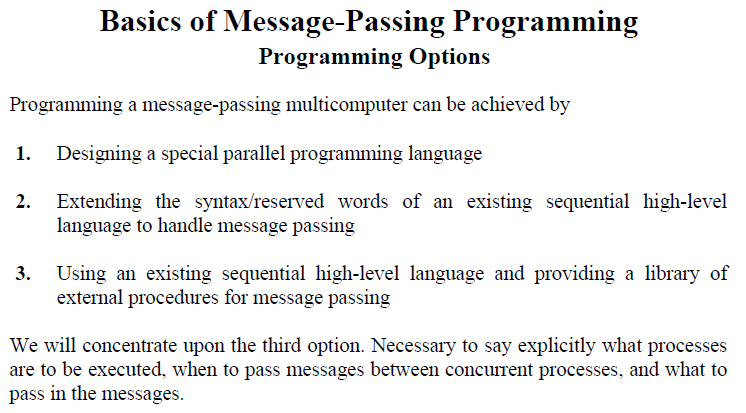 Basics of Message-Passing Programming
Programming Options
Programming a message-passing multicomputer can be achieved by
1. Designing a special parallel programming language
2. Extending the syntax/reserved words of an existing sequential high-level
language to handle message passing
3. Using an existing sequential high-level language and providing a library of
external procedures for message passing
We will concentrate upon the third option. Necessary to say explicitly what processes
are to be executed, when to pass messages between concurrent processes, and what to
pass in the messages.